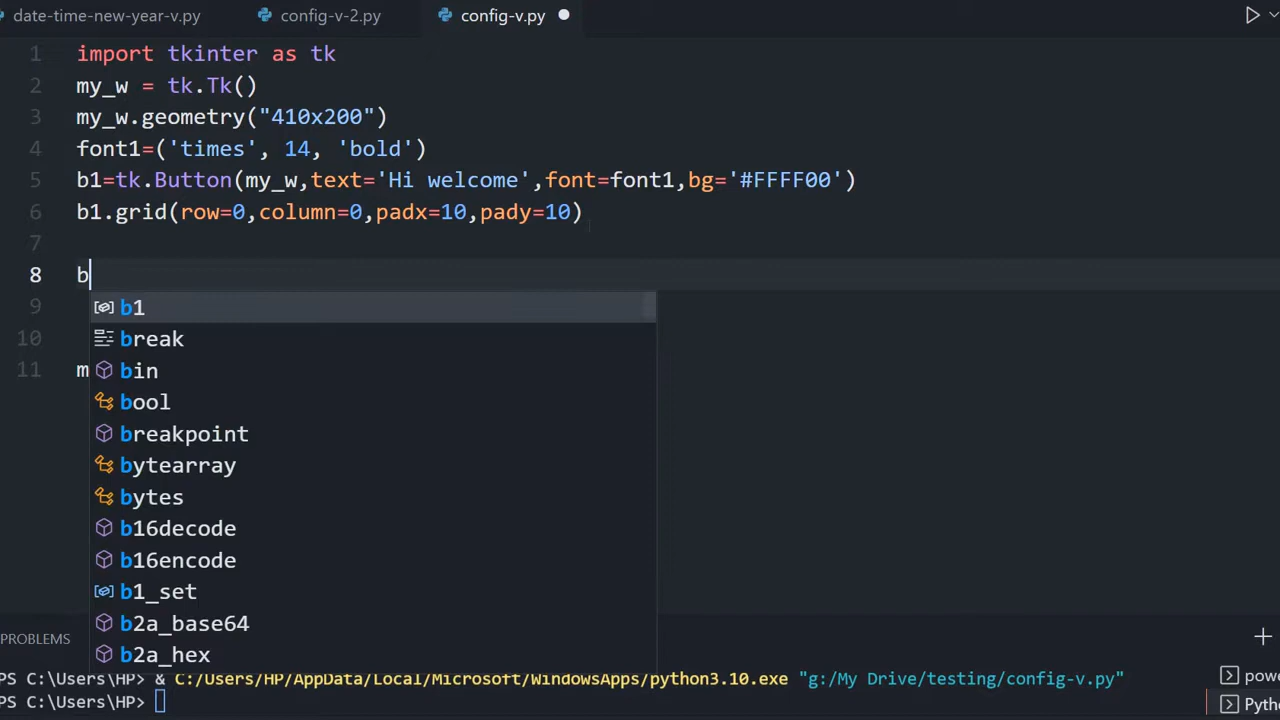 date-time-new-year-v.py config-v-2.py config-v.py
1 import tkinter as tk
2 my_w = tk.Tk()
3 my_w.geometry("410x200")
4 font1=('times', 14, 'bold')
5 b1=tk.Button(my_w,text='Hi welcome',font=font1,bg='#FFFF00')
6 b1.grid(row=0,column=0,padx=10,pady=10)
7
8 b
9 b1
10 break
bin
11 m
bool
breakpoint
bytearray
bytes
b16decode
b16encode
b1_set
b2a_base64
b2a_hex
PROBLEMS
PS C:\Users\HP> & C:/Users/HP/AppData/Local/Microsoft/WindowsApps/python3.10.exe "g:/My Drive/testing/config-v.py"
powe
PS C:\Users\HP>
Pytho